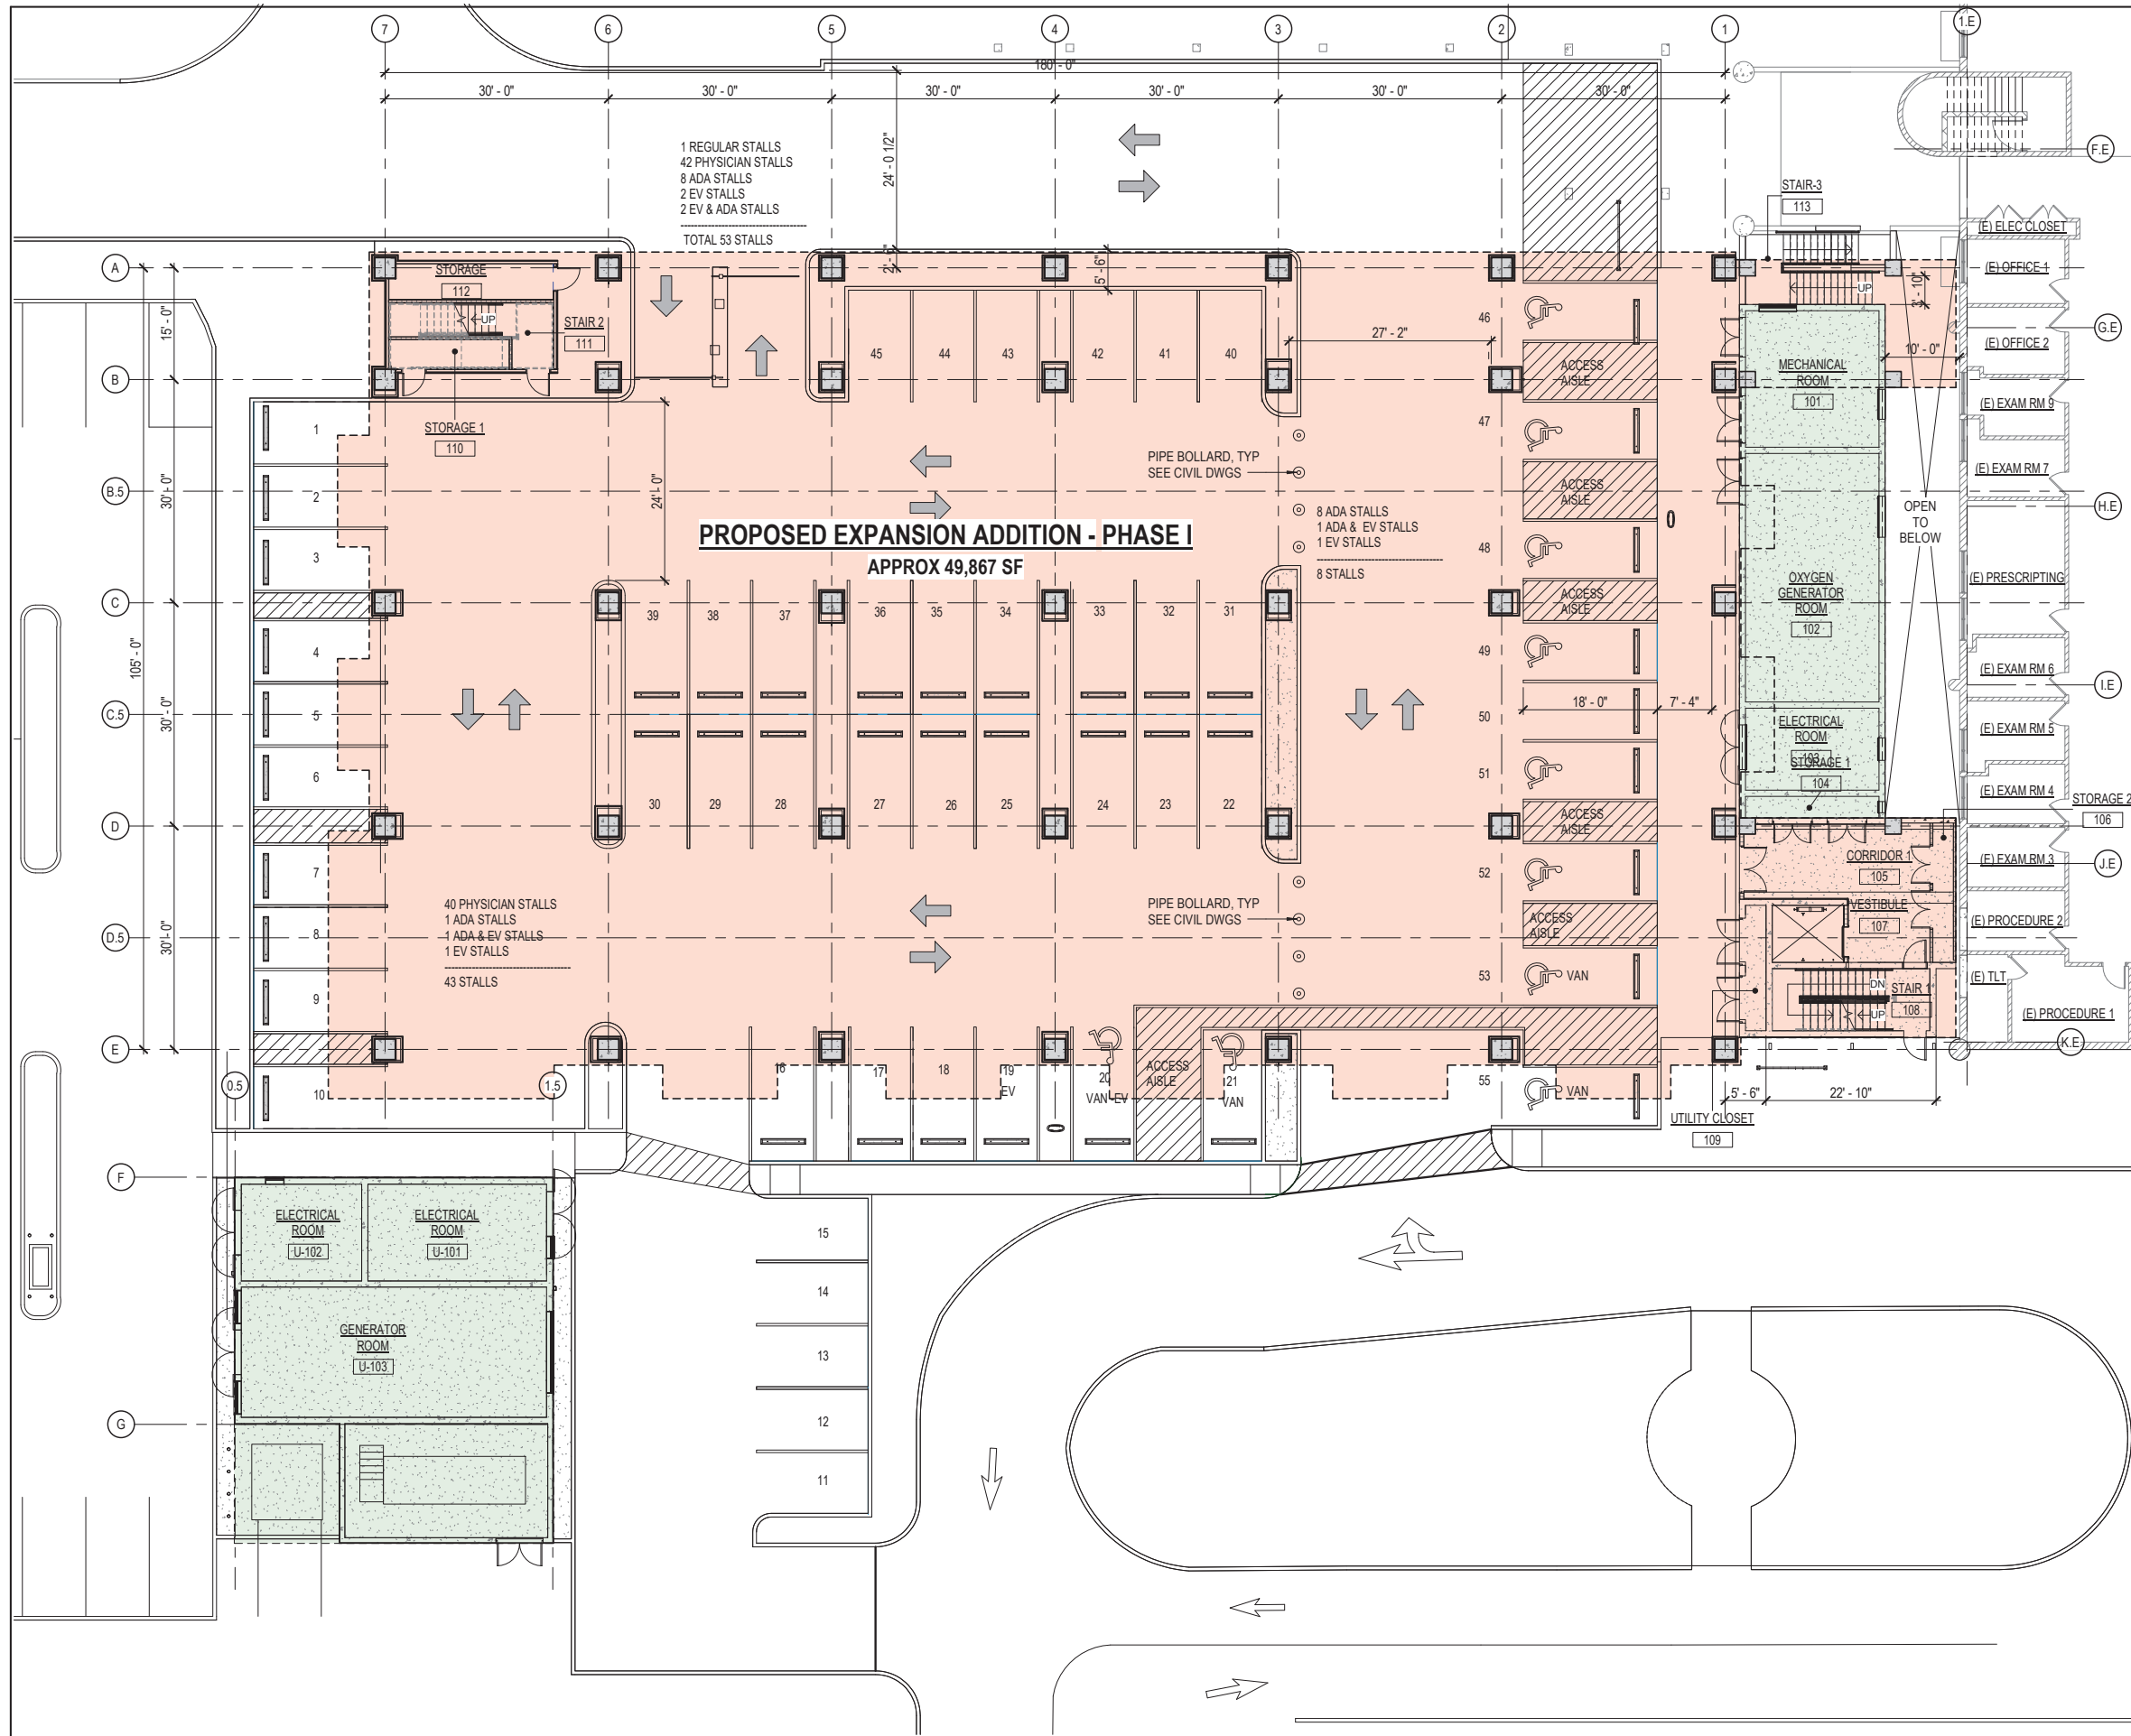 7
6
5
4
3
2
1
1.E
180' - 0"
30' - 0"
30' - 0"
30' - 0"
30' - 0"
30' - 0"
30' - 0"
1 REGULAR STALLS
42 PHYSICIAN STALLS
8 ADA STALLS
2 EV STALLS
2 EV & ADA STALLS
TOTAL 53 STALLS
24' - 0 1/2"
5' - 6"
F.E
STAIR-3
113
(E) ELEC CLOSET
A
STORAGE
112
UP
STAIR 2
111
15' - 0"
(E) OFFICE 1
UP
3' - 10"
G.E
46
27' - 2"
45
44
43
42
41
40
(E) OFFICE 2
10' - 0"
B
ACCESS
AISLE
MECHANICAL
ROOM
101
(E) EXAM RM 9
STORAGE 1
110
1
47
PIPE BOLLARD, TYP
SEE CIVIL DWGS
(E) EXAM RM 7
B.5
30' - 0"
2
24' - 0"
ACCESS
AISLE
OPEN
TO
BELOW
H.E
PROPOSED EXPANSION ADDITION - PHASE I
APPROX 49,867 SF
8 ADA STALLS
1 ADA & EV STALLS
1 EV STALLS
8 STALLS
3
48
C
ACCESS
AISLE
OXYGEN
GENERATOR
ROOM
102
(E) PRESCRIPTING
39
38
37
36
35
34
33
32
31
4
49
105' - 0"
(E) EXAM RM 6
I.E
C.5
30' - 0"
5
50
18' - 0"
7' - 4"
ELECTRICAL
ROOM
103
STORAGE 1
104
(E) EXAM RM 5
6
51
(E) EXAM RM 4
STORAGE 2
106
30
29
28
27
26
25
24
23
22
D
ACCESS
AISLE
7
52
CORRIDOR 1
105
(E) EXAM RM 3
J.E
40 PHYSICIAN STALLS
1 ADA STALLS
1 ADA & EV STALLS
1 EV STALLS
43 STALLS
PIPE BOLLARD, TYP
SEE CIVIL DWGS
ACCESS
AISLE
VESTIBULE
107
(E) PROCEDURE 2
D.5
30' - 0"
8
9
53
VAN
(E) TLT
DN
STAIR 1
108
UP
(E) PROCEDURE 1
E
K.E
0.5
10
1.5
16
17
18
19
EV
20
VAN EV
ACCESS
AISLE
21
VAN
55
VAN
5' - 6"
22' - 10"
UTILITY CLOSET
109
F
ELECTRICAL
ROOM
U-102
ELECTRICAL
ROOM
U-101
15
14
GENERATOR
ROOM
U-103
13
G
12
11